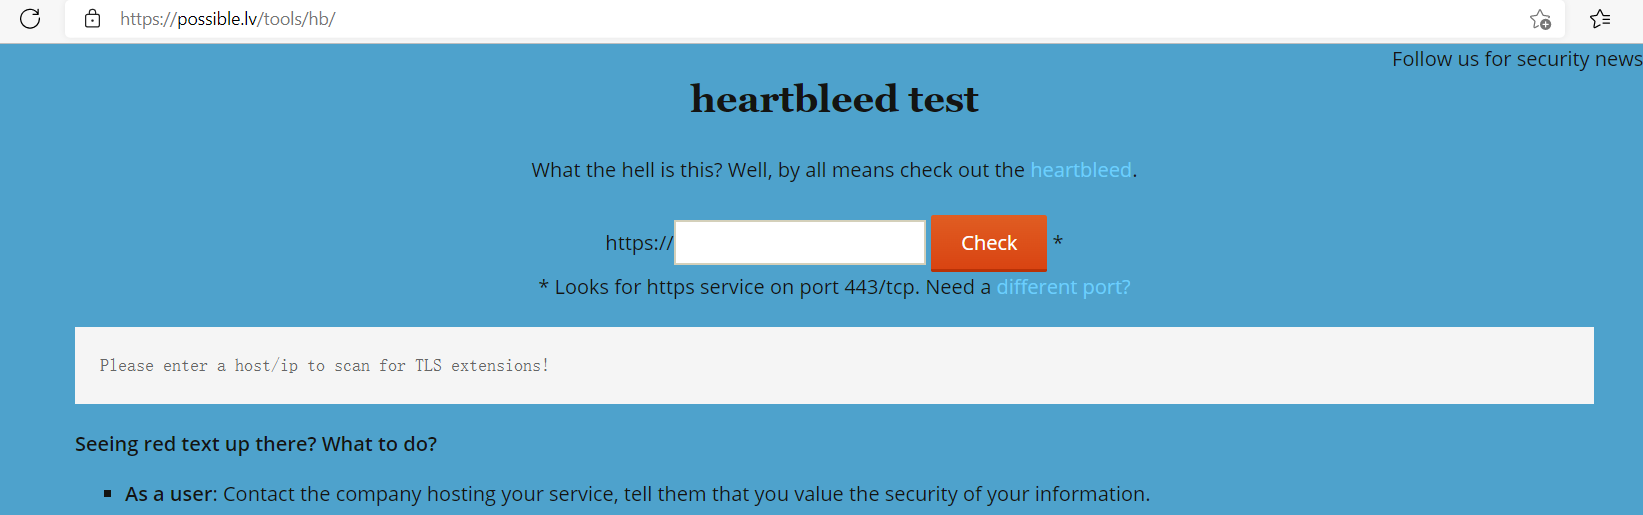 https://possible.lv/tools/hb/
Follow us for security news
heartbleed test
What the hell is this? Well, by all means check out the heartbleed.
https:// Check *
* Looks for https service on port 443/tcp. Need a different port?
Please enter a host/ip to scan for TLS extensions!
Seeing red text up there? What to do?
As a user: Contact the company hosting your service, tell them that you value the security of your information.